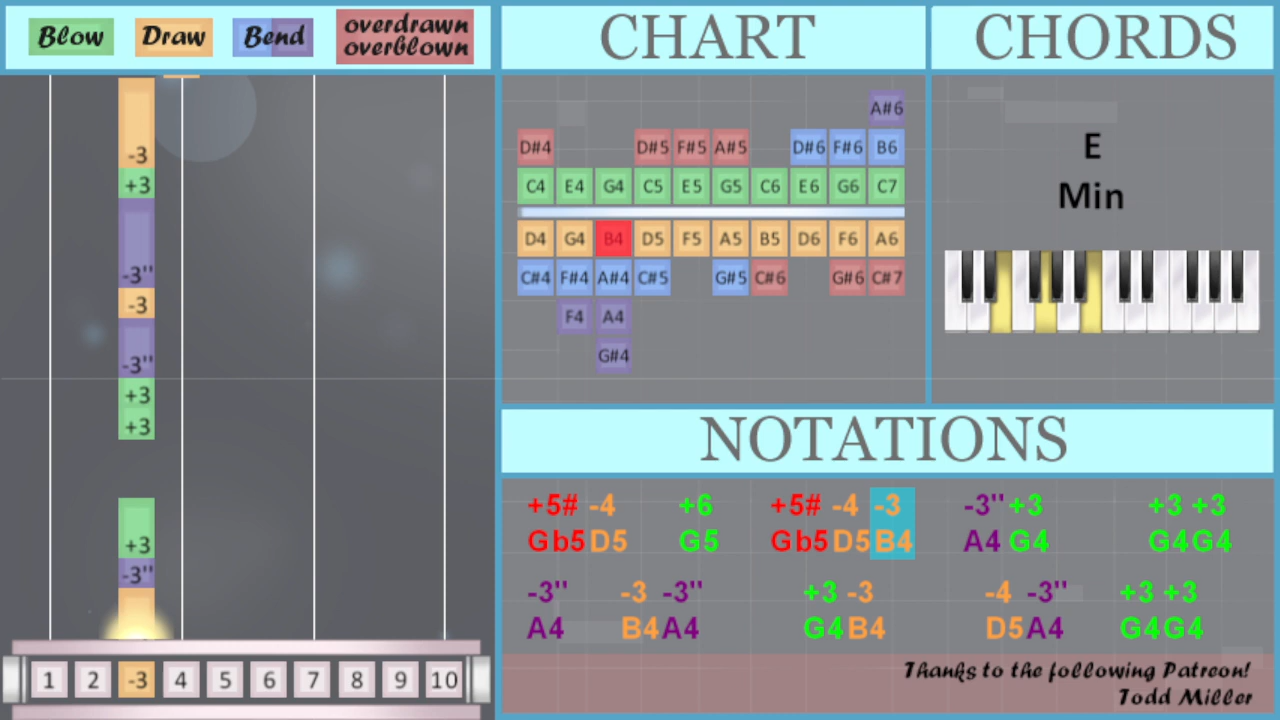 Blow Draw Bend overdrawn
overblown
CHART
CHORDS
-3
+3
-3''
-3
-3''
+3
+3
+3
-3''
1 2 -3 4 5 6 7 8 9 10
A#6
D#4 D#5 F#5 A#5 D#6 F#6 B6
C4 E4 G4 C5 E5 G5 C6 E6 G6 C7
D4 G4 B4 D5 F5 A5 B5 D6 F6 A6
C#4 F#4 A#4 C#5 G#5 C#6 G#6 C#7
F4 A4
G#4
E
Min
NOTATIONS
+5# -4 +6 +5# -4 -3 -3'' +3 +3 +3
Gb5 D5 G5 Gb5 D5 B4 A4 G4 G4 G4
-3'' -3 -3'' +3 -3 -4 -3'' +3 +3
A4 B4 A4 G4 B4 D5 A4 G4 G4
Thanks to the following Patreon!
Todd Miller